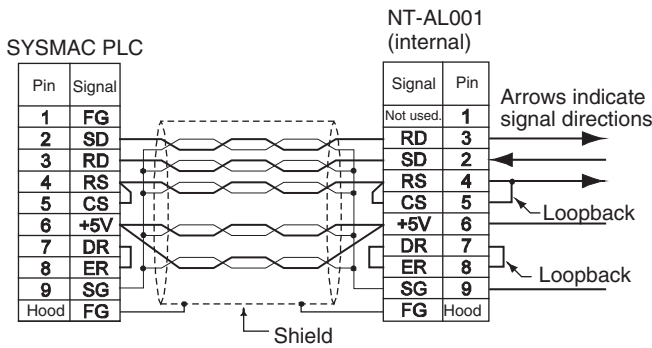 NT-AL001
(internal)
SYSMAC PLC
Pin Signal
1 FG
2 SD
3 RD
4 RS
5 CS
6 +5V
7 DR
8 ER
9 SG
Hood FG
Signal Pin
Not used. 1
RD 3
SD 2
RS 4
CS 5
+5V 6
DR 7
ER 8
SG 9
FG Hood
Arrows indicate
signal directions
Loopback
Loopback
Shield